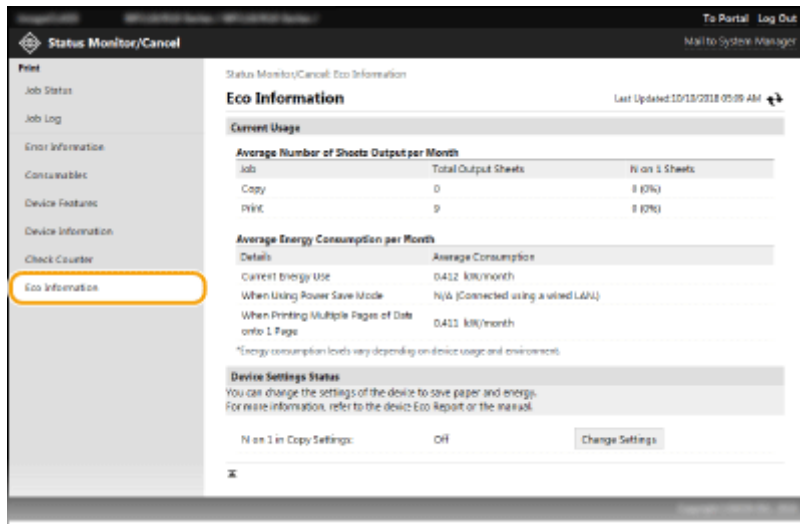 To Portal Log Out
Status Monitor/Cancel
Mail to System Manager
Print
Job Status
Job Log
Error Information
Consumables
Device Features
Device Information
Check Counter
Eco Information
Status Monitor/Cancel: Eco Information
Eco Information
Last Updated:10/18/2018 05:09 AM
Current Usage
Average Number of Sheets Output per Month
Job Total Output Sheets N on 1 Sheets
Copy 0 0 (0%)
Print 9 0 (0%)
Average Energy Consumption per Month
Details Average Consumption
Current Energy Use 0.412 kW/month
When Using Power Save Mode N/A (Connected using a wired LAN.)
When Printing Multiple Pages of Data
onto 1 Page 0.411 kW/month
*Energy consumption levels vary depending on device usage and environment.
Device Settings Status
You can change the settings of the device to save paper and energy.
For more information, refer to the device Eco Report or the manual.
N on 1 in Copy Settings: Off Change Settings